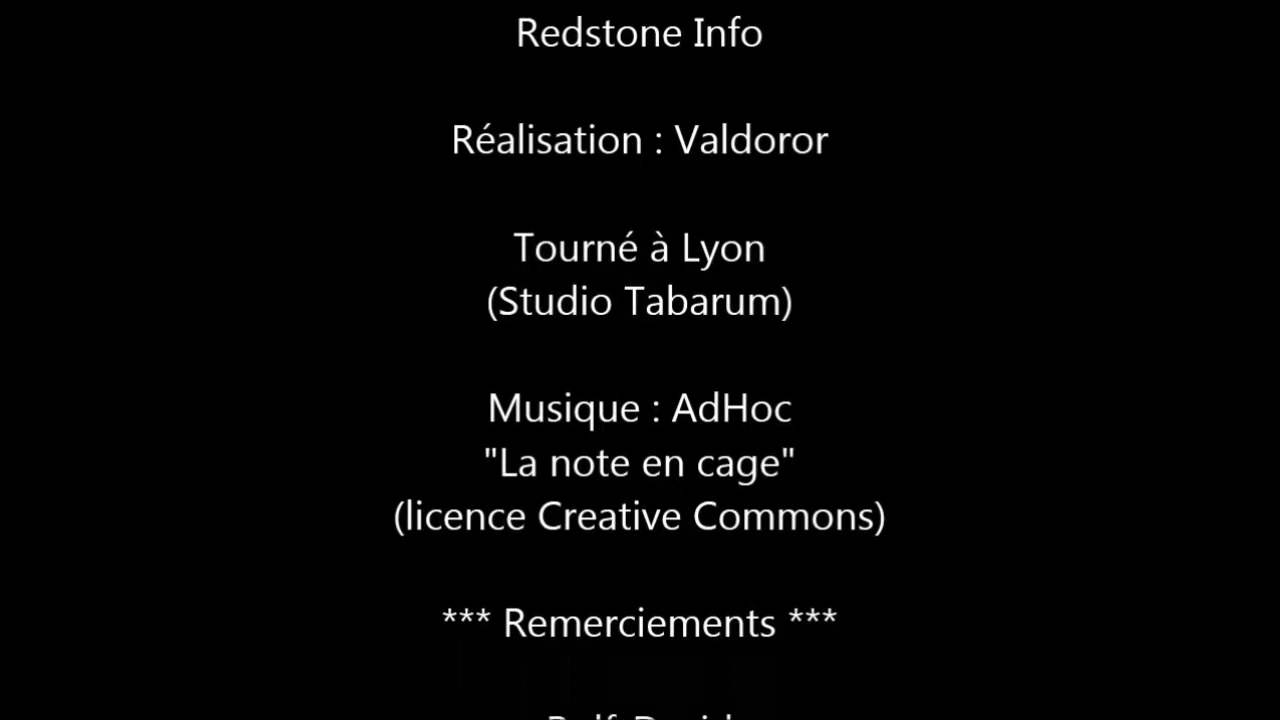 Redstone Info
Réalisation : Valdoror
Tourné à Lyon
(Studio Tabarum)
Musique : AdHoc
"La note en cage"
(licence Creative Commons)
*** Remerciements ***